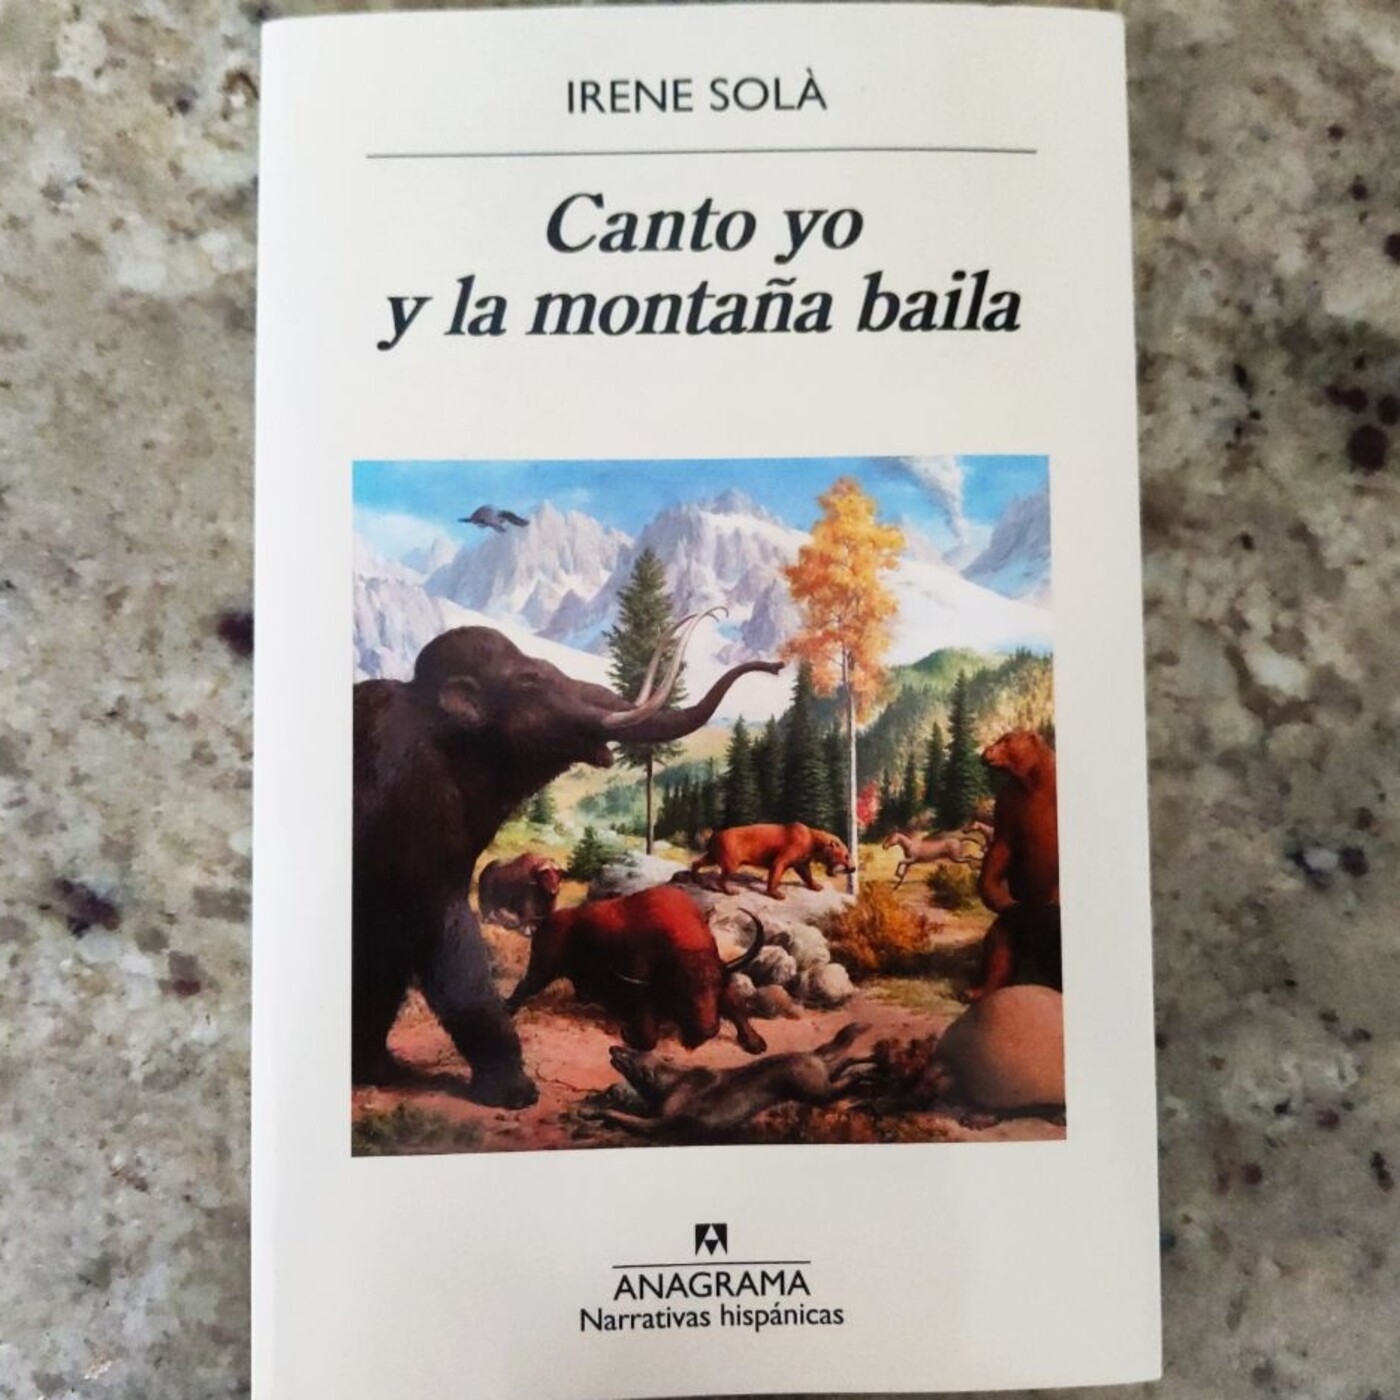 IRENE SOLÀ
Canto yo
y la montaña baila
ANAGRAMA
Narrativas hispánicas